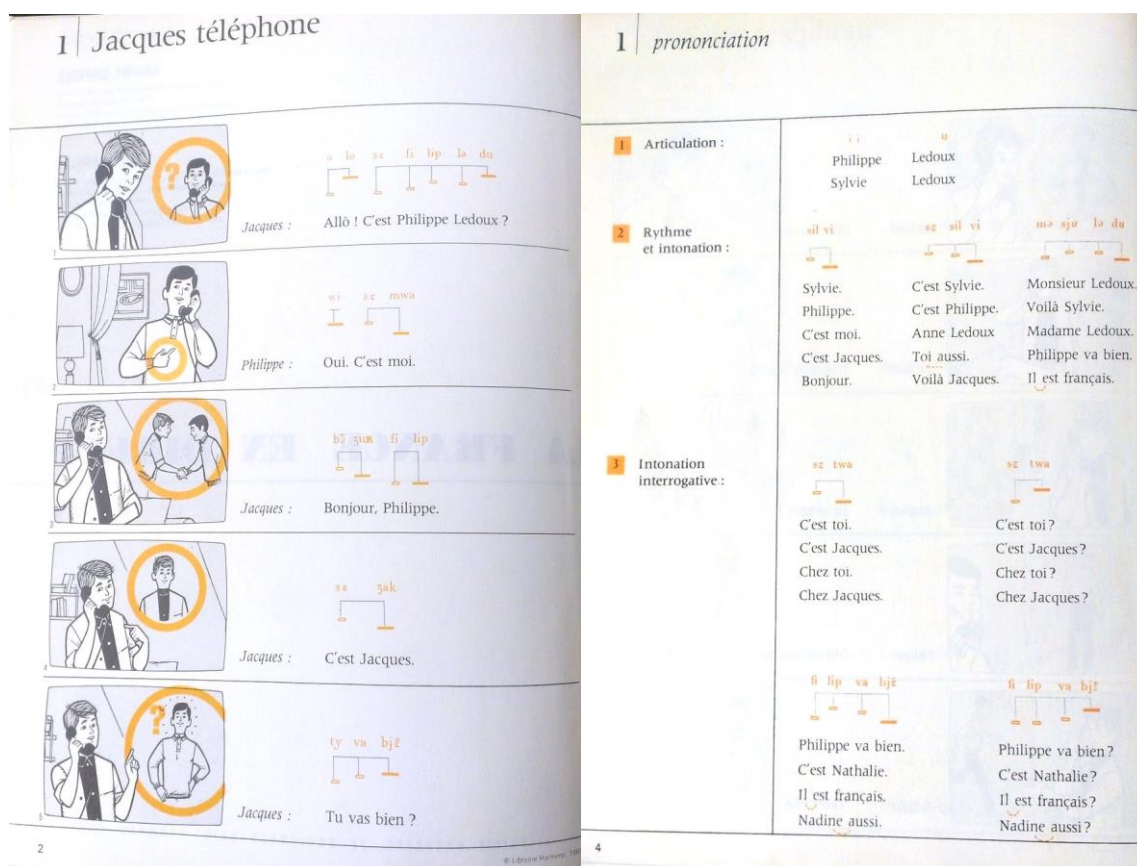 1 Jacques téléphone
a lo sɛ fi lip lə du
Jacques : Allô ! C'est Philippe Ledoux ?
1
wi sɛ mwa
Philippe : Oui. C'est moi.
2
bɔ̃ ʒuʀ fi lip
Jacques : Bonjour, Philippe.
3
sɛ ʒak
Jacques : C'est Jacques.
4
ty va bjɛ̃
Jacques : Tu vas bien ?
5
2
© Librairie Hachette,
1 prononciation
1 Articulation :
i i u
Philippe Ledoux
Sylvie Ledoux
2 Rythme
et intonation :
sil vi sɛ sil vi mə sjø lə du
Sylvie. C'est Sylvie. Monsieur Ledoux.
Philippe. C'est Philippe. Voilà Sylvie.
C'est moi. Anne Ledoux Madame Ledoux.
C'est Jacques. Toi aussi. Philippe va bien.
Bonjour. Voilà Jacques. Il est français.
3 Intonation
interrogative :
sɛ twa sɛ twa
C'est toi. C'est toi ?
C'est Jacques. C'est Jacques ?
Chez toi. Chez toi ?
Chez Jacques. Chez Jacques ?
fi lip va bjɛ̃ fi lip va bjɛ̃
Philippe va bien. Philippe va bien ?
C'est Nathalie. C'est Nathalie ?
Il est français. Il est français ?
Nadine aussi. Nadine aussi ?
4